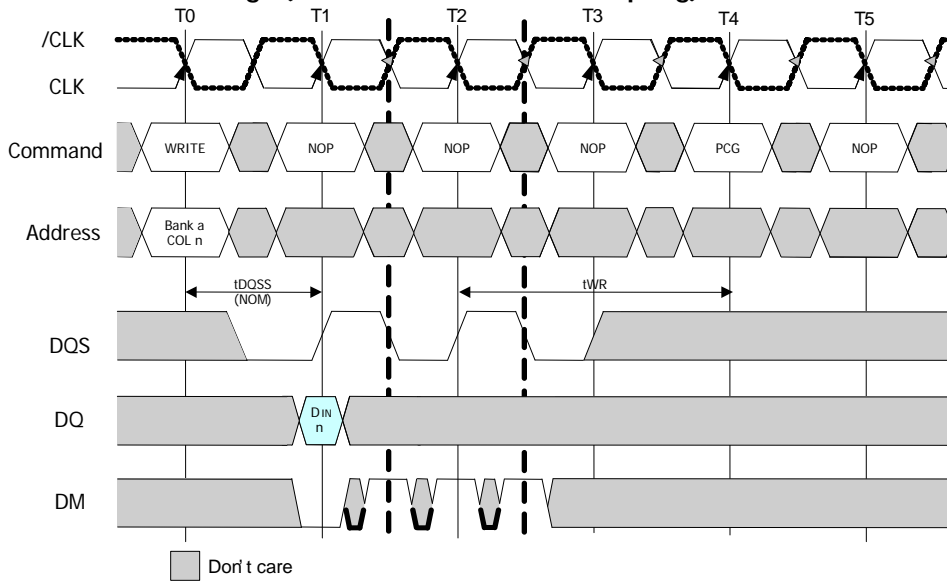 T0 T1 T2 T3 T4 T5
/CLK
CLK
Command WRITE NOP NOP NOP PCG NOP
Address Bank a
COL n
tDQSS
(NOM)
tWR
DQS
DQ DIN
n
DM
Don't care